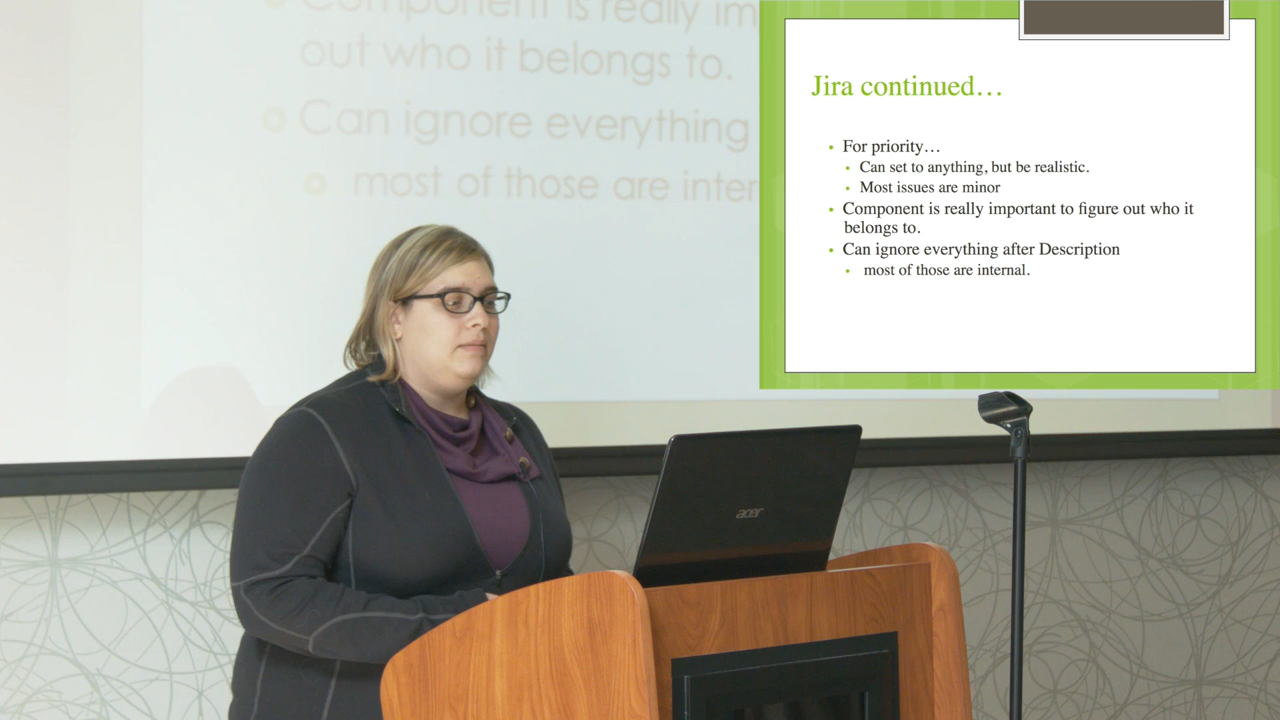 Component is really im
out who it belongs to.
Can ignore everything
most of those are inter
Jira continued…
• For priority…
• Can set to anything, but be realistic.
• Most issues are minor
• Component is really important to figure out who it
belongs to.
• Can ignore everything after Description
• most of those are internal.
acer